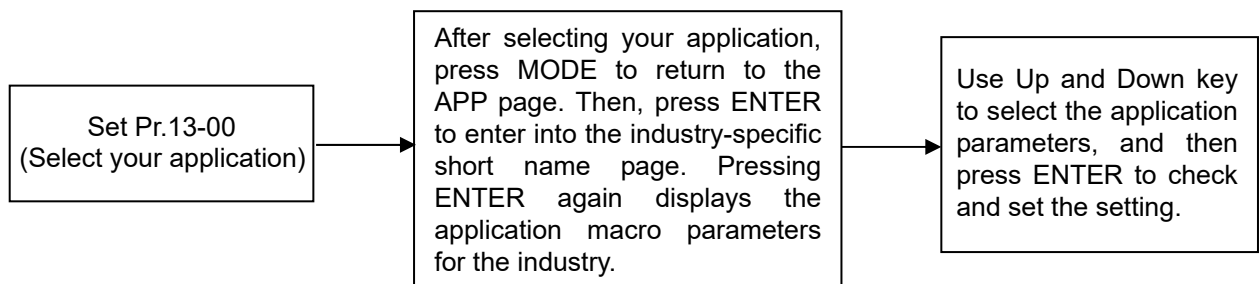 Set Pr.13-00
(Select your application)
After selecting your application,
press MODE to return to the
APP page. Then, press ENTER
to enter into the industry-specific
short name page. Pressing
ENTER again displays the
application macro parameters
for the industry.
Use Up and Down key
to select the application
parameters, and then
press ENTER to check
and set the setting.